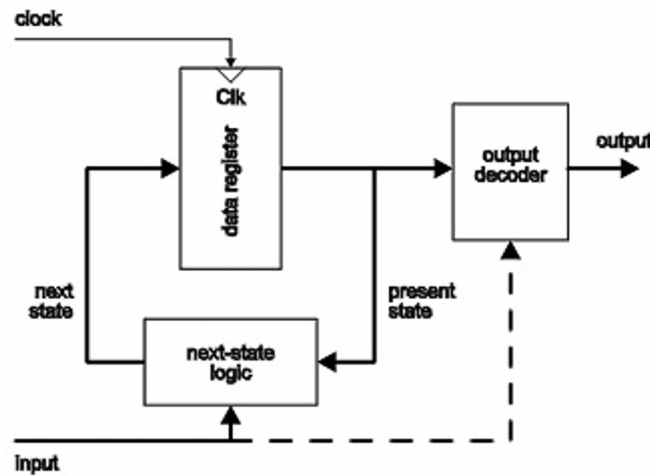 clock
Clk
data register
output
decoder
output
next
state
present
state
next-state
logic
input